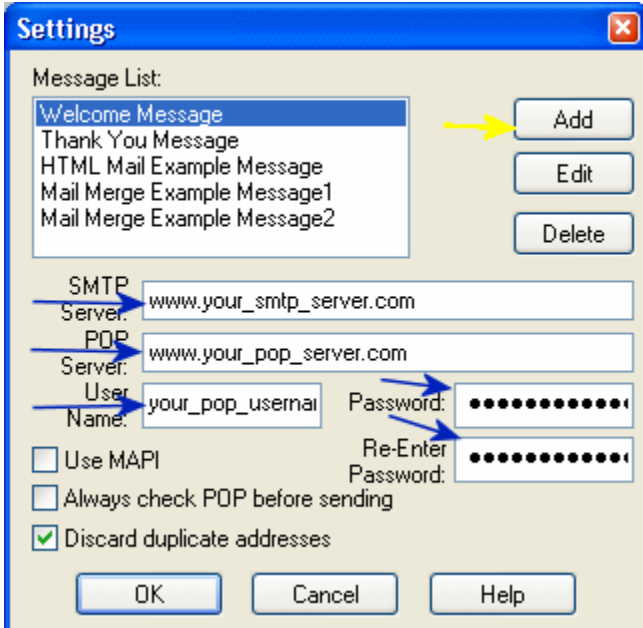 Settings
Message List:
Welcome Message
Thank You Message
HTML Mail Example Message
Mail Merge Example Message1
Mail Merge Example Message2
Add
Edit
Delete
SMTP Server:
www.your_smtp_server.com
POP Server:
www.your_pop_server.com
User Name:
your_pop_usernar
Password:
Re-Enter Password:
Use MAPI
Always check POP before sending
Discard duplicate addresses
OK
Cancel
Help